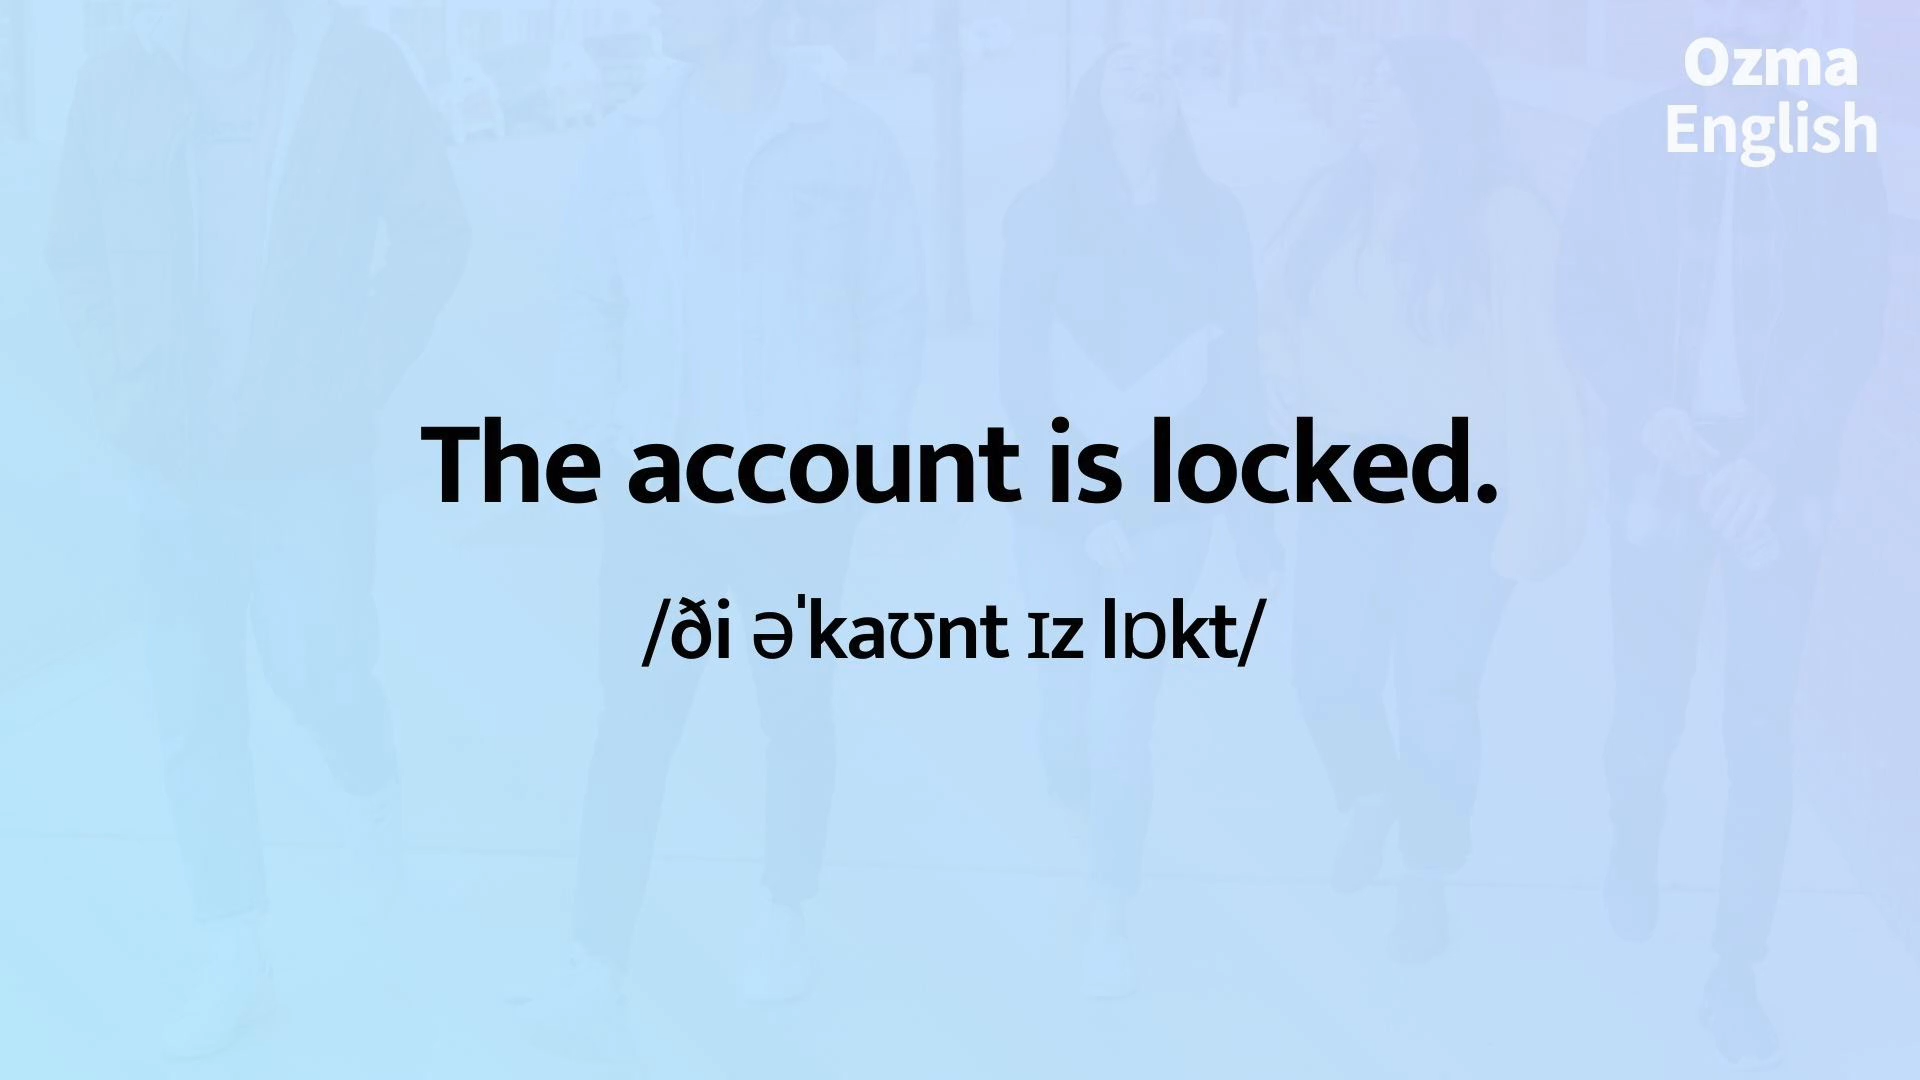 Ozma
English
The account is locked.
/ði əˈkaʊnt ɪz lɒkt/